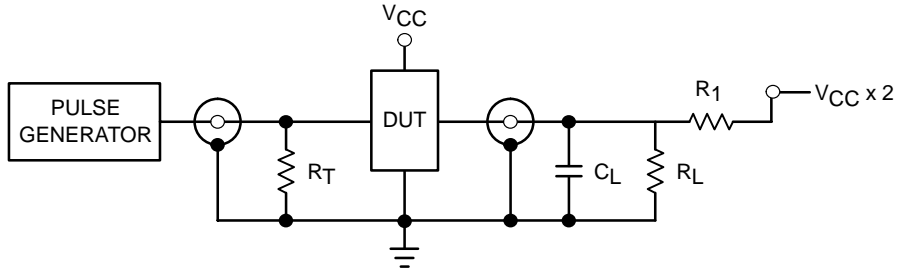 VCC
PULSE
GENERATOR
RT
DUT
CL
RL
R1
VCC x 2